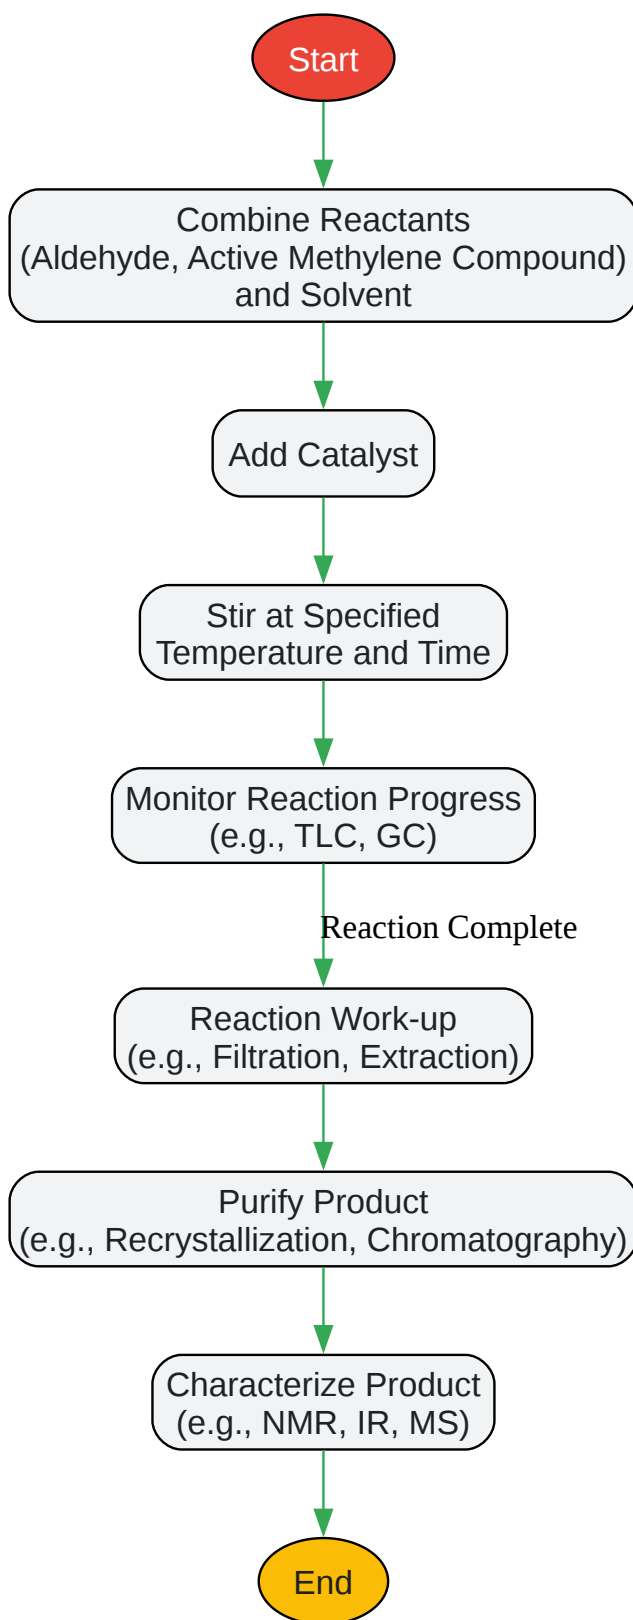 Start
Combine Reactants
(Aldehyde, Active Methylene Compound)
and Solvent
Add Catalyst
Stir at Specified
Temperature and Time
Monitor Reaction Progress
(e.g., TLC, GC)
Reaction Complete
Reaction Work-up
(e.g., Filtration, Extraction)
Purify Product
(e.g., Recrystallization, Chromatography)
Characterize Product
(e.g., NMR, IR, MS)
End